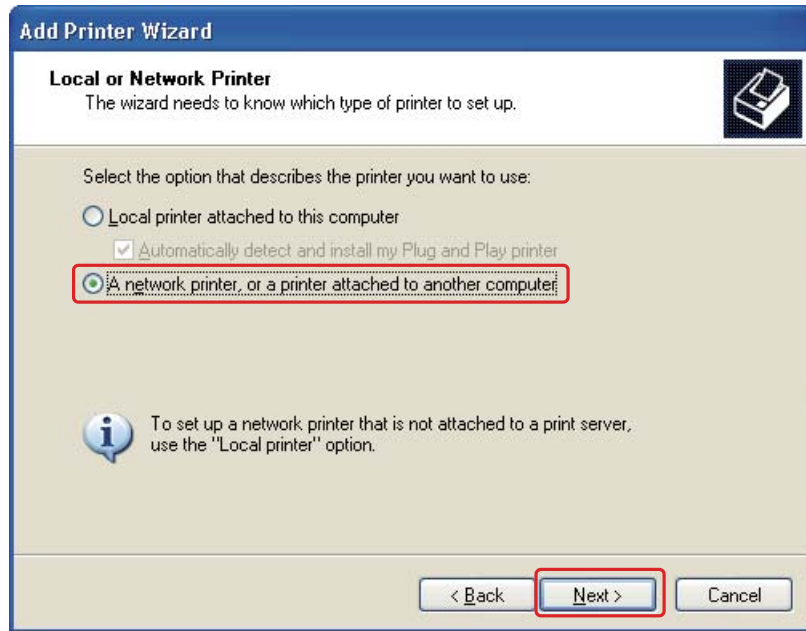 Add Printer Wizard
Local or Network Printer
The wizard needs to know which type of printer to set up.
Select the option that describes the printer you want to use:
Local printer attached to this computer
Automatically detect and install my Plug and Play printer
A network printer, or a printer attached to another computer
To set up a network printer that is not attached to a print server,
use the "Local printer" option.
< Back
Next >
Cancel